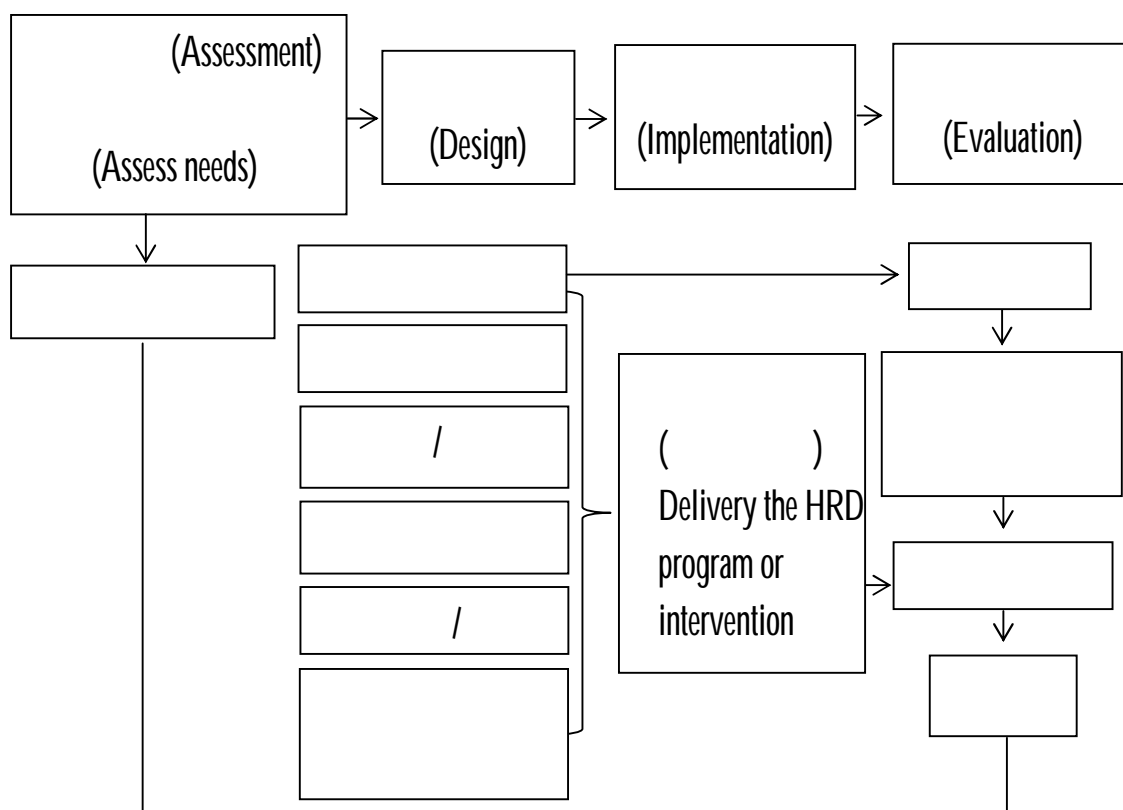 (Assessment)
(Assess needs)
(Design)
(Implementation)
(Evaluation)
/
/
( )
Delivery the HRD
program or
intervention